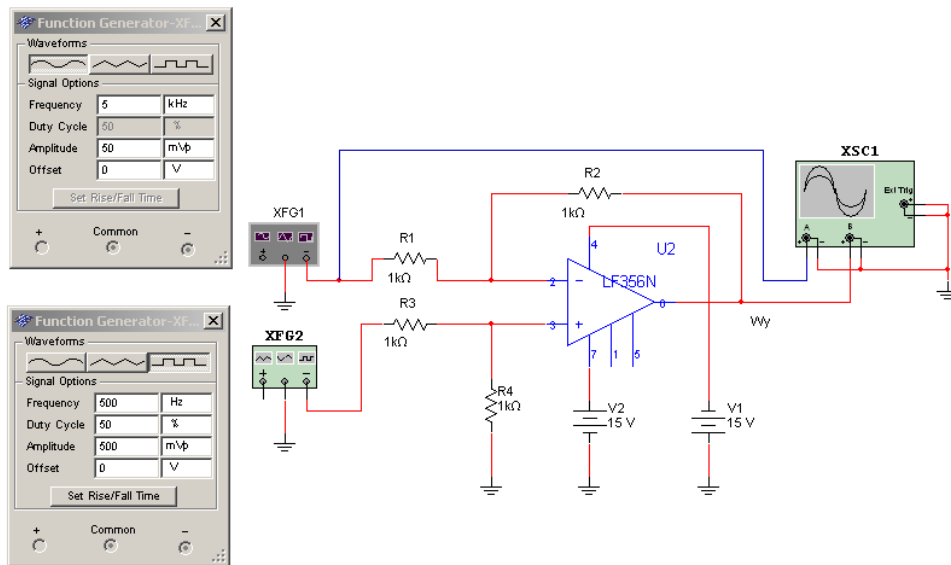 Function Generator-XF...
Waveforms
Signal Options
Frequency 5 kHz
Duty Cycle 50 %
Amplitude 50 mVp
Offset 0 V
Set Rise/Fall Time
+ Common −
Function Generator-XF...
Waveforms
Signal Options
Frequency 500 Hz
Duty Cycle 50 %
Amplitude 500 mVp
Offset 0 V
Set Rise/Fall Time
+ Common −
XFG1
+ −
XFG2
+ −
R1
1kΩ
R2
1kΩ
R3
1kΩ
R4
1kΩ
U2
LF356N
4
2 −
3 +
6
7 1 5
Wy
V2
15 V
V1
15 V
XSC1
Ext Trig
+
−
A B
+ − + −